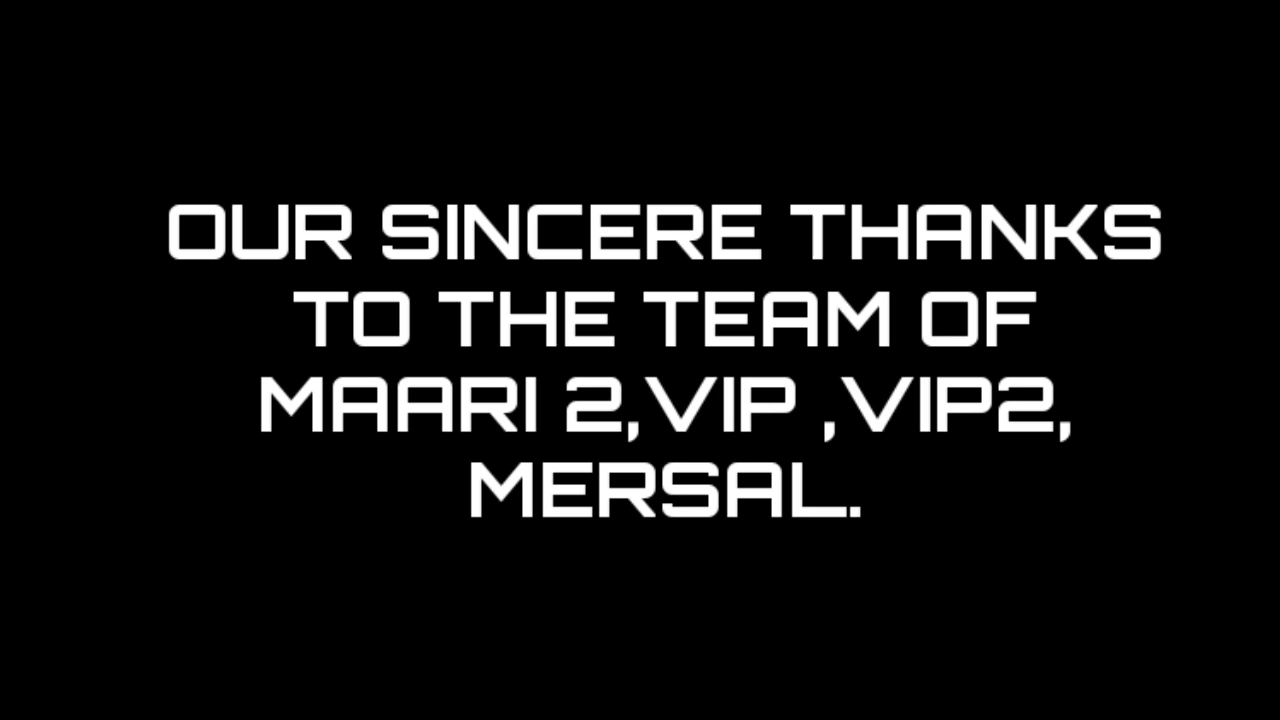 OUR SINCERE THANKS
TO THE TEAM OF
MAARI 2,VIP ,VIP2,
MERSAL.